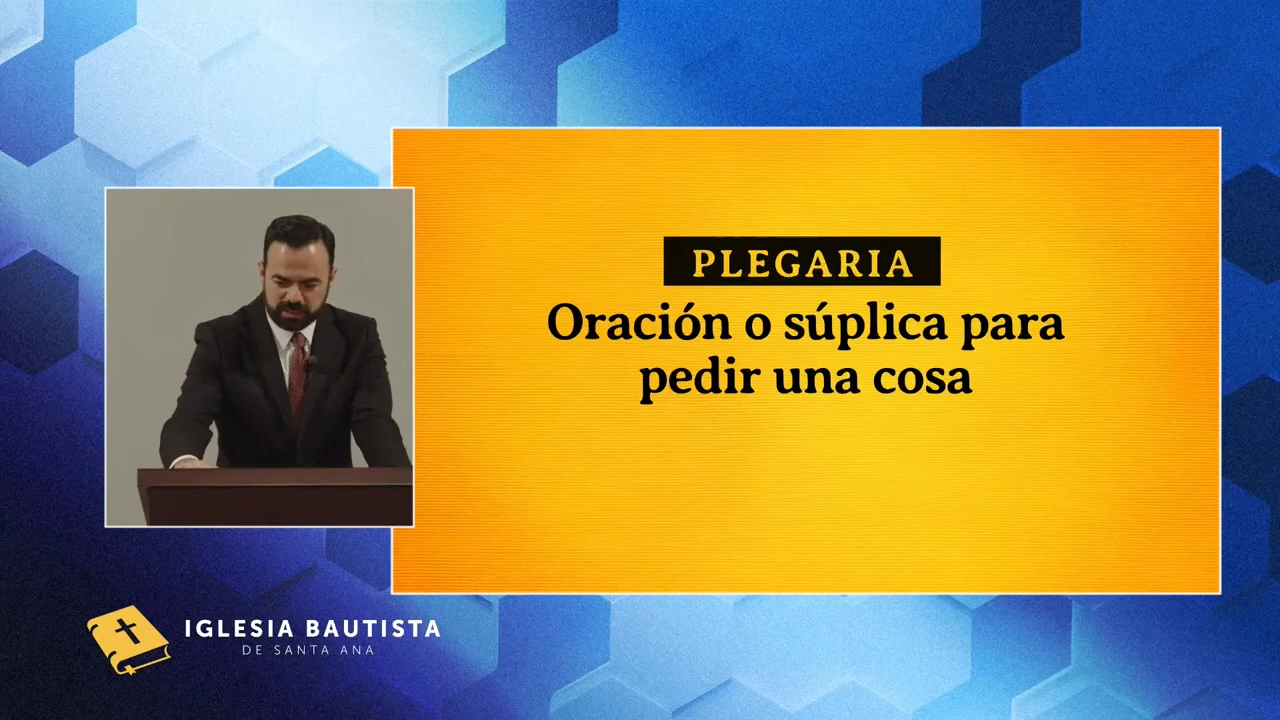 PLEGARIA
Oración o súplica para
pedir una cosa
IGLESIA BAUTISTA
DE SANTA ANA